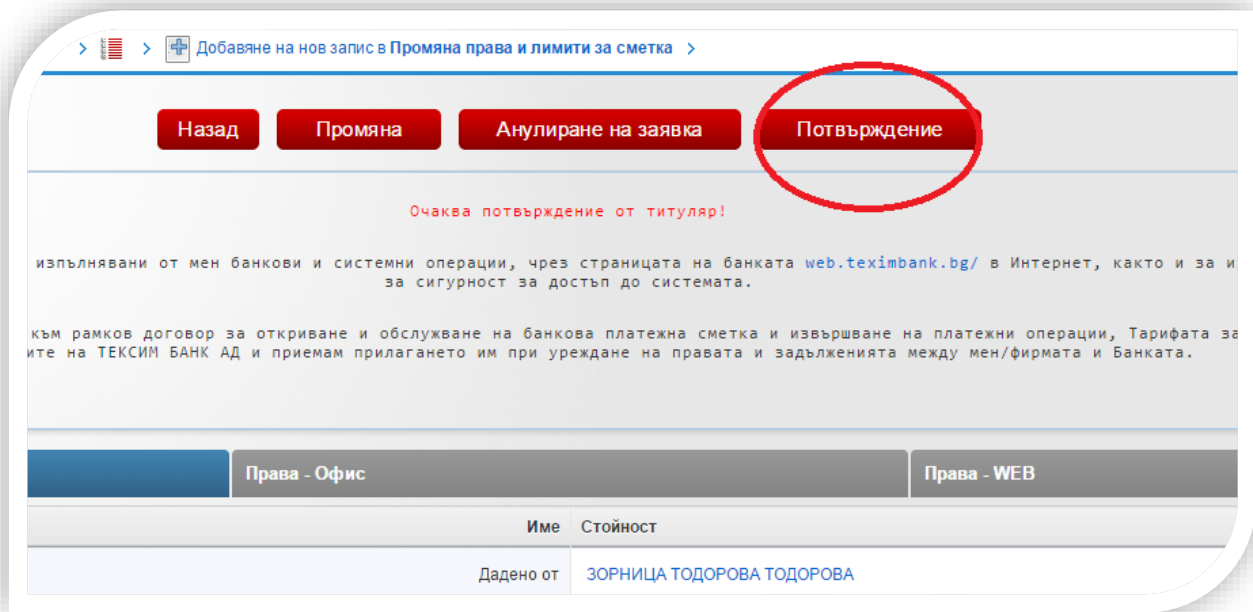 > > Добавяне на нов запис в Промяна права и лимити за сметка >
Назад Промяна Анулиране на заявка Потвърждение
Очаква потвърждение от титуляр!
изпълнявани от мен банкови и системни операции, чрез страницата на банката web.teximbank.bg/ в Интернет, както и за и
за сигурност за достъп до системата.
към рамков договор за откриване и обслужване на банкова платежна сметка и извършване на платежни операции, Тарифата за
ите на ТЕКСИМ БАНК АД и приемам прилагането им при уреждане на правата и задълженията между мен/фирмата и Банката.
Права - Офис Права - WEB
Име Стойност
Дадено от ЗОРНИЦА ТОДОРОВА ТОДОРОВА